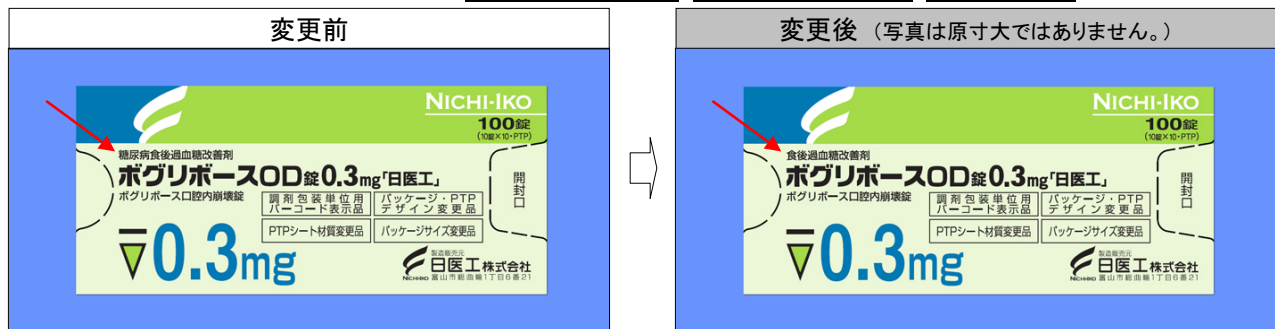 変更前
変更後 (写真は原寸大ではありません。)
NICHI-IKO
100錠
(10錠×10・PTP)
糖尿病食後過血糖改善剤
ボグリボースOD錠0.3mg「日医工」
ボグリボース口腔内崩壊錠
調剤包装単位用
バーコード表示品
パッケージ・PTP
デザイン変更品
PTPシート材質変更品
パッケージサイズ変更品
開封口
0.3mg
製造販売元
日医工株式会社
NICHI-IKO 富山市総曲輪1丁目6番21
NICHI-IKO
100錠
(10錠×10・PTP)
食後過血糖改善剤
ボグリボースOD錠0.3mg「日医工」
ボグリボース口腔内崩壊錠
調剤包装単位用
バーコード表示品
パッケージ・PTP
デザイン変更品
PTPシート材質変更品
パッケージサイズ変更品
開封口
0.3mg
製造販売元
日医工株式会社
NICHI-IKO 富山市総曲輪1丁目6番21